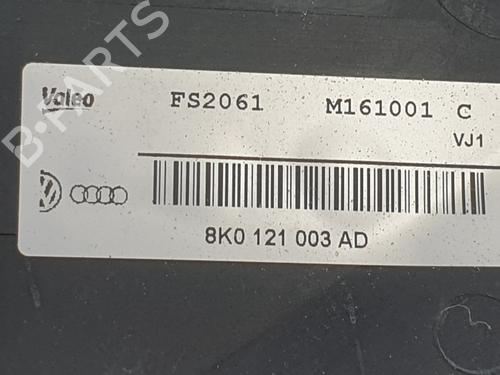 Valeo FS2061 M161001 C
VJ1
8K0 121 003 AD
B-PARTS